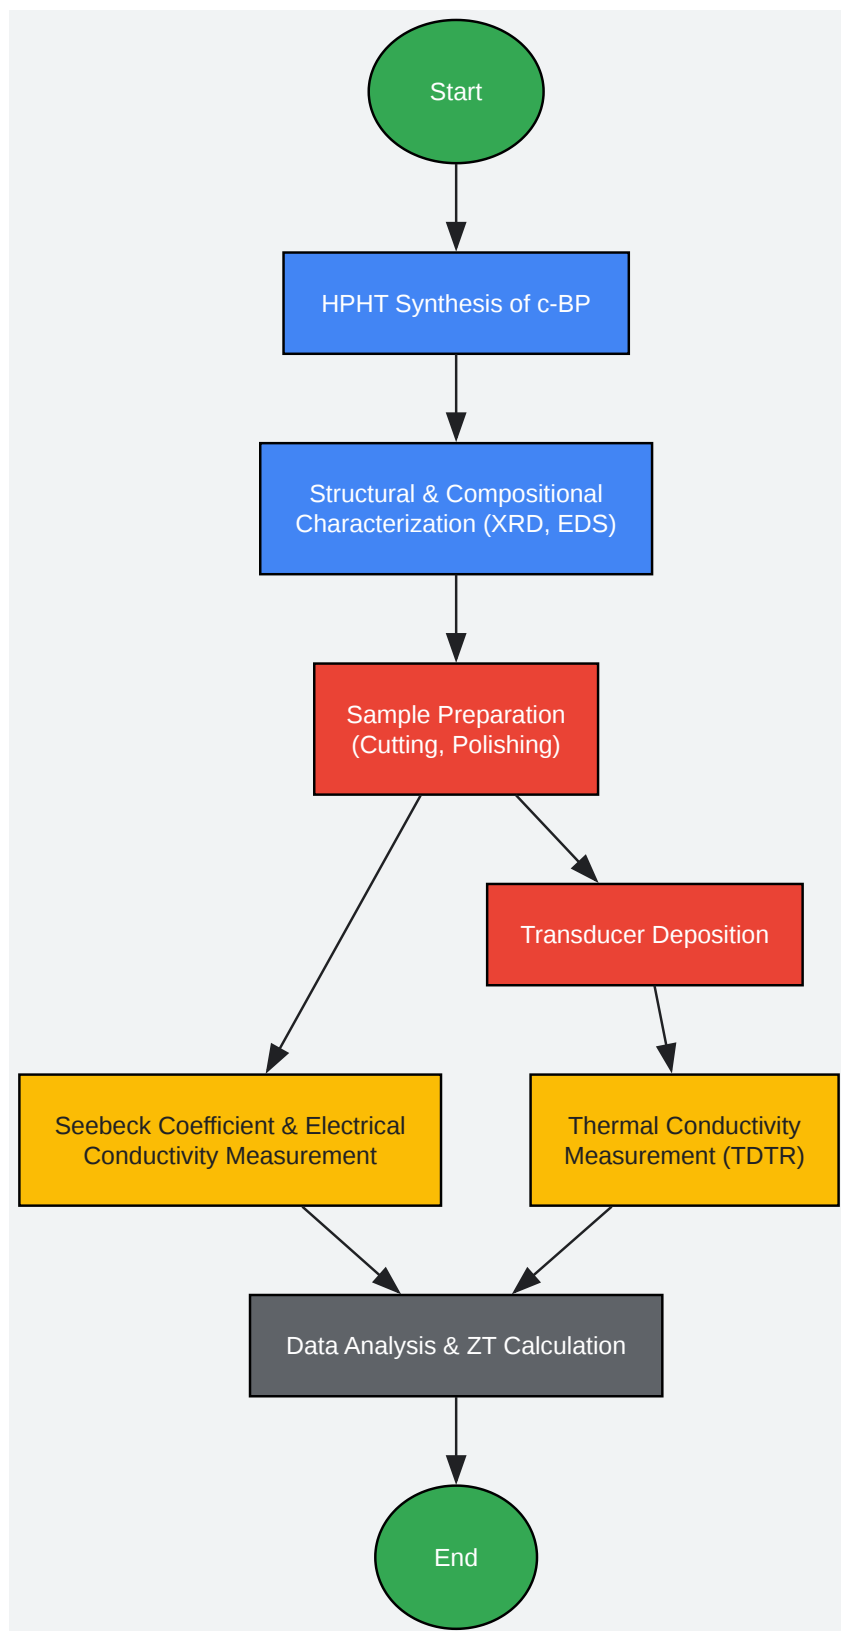 Start
HPHT Synthesis of c-BP
Structural & Compositional
Characterization (XRD, EDS)
Sample Preparation
(Cutting, Polishing)
Transducer Deposition
Seebeck Coefficient & Electrical
Conductivity Measurement
Thermal Conductivity
Measurement (TDTR)
Data Analysis & ZT Calculation
End